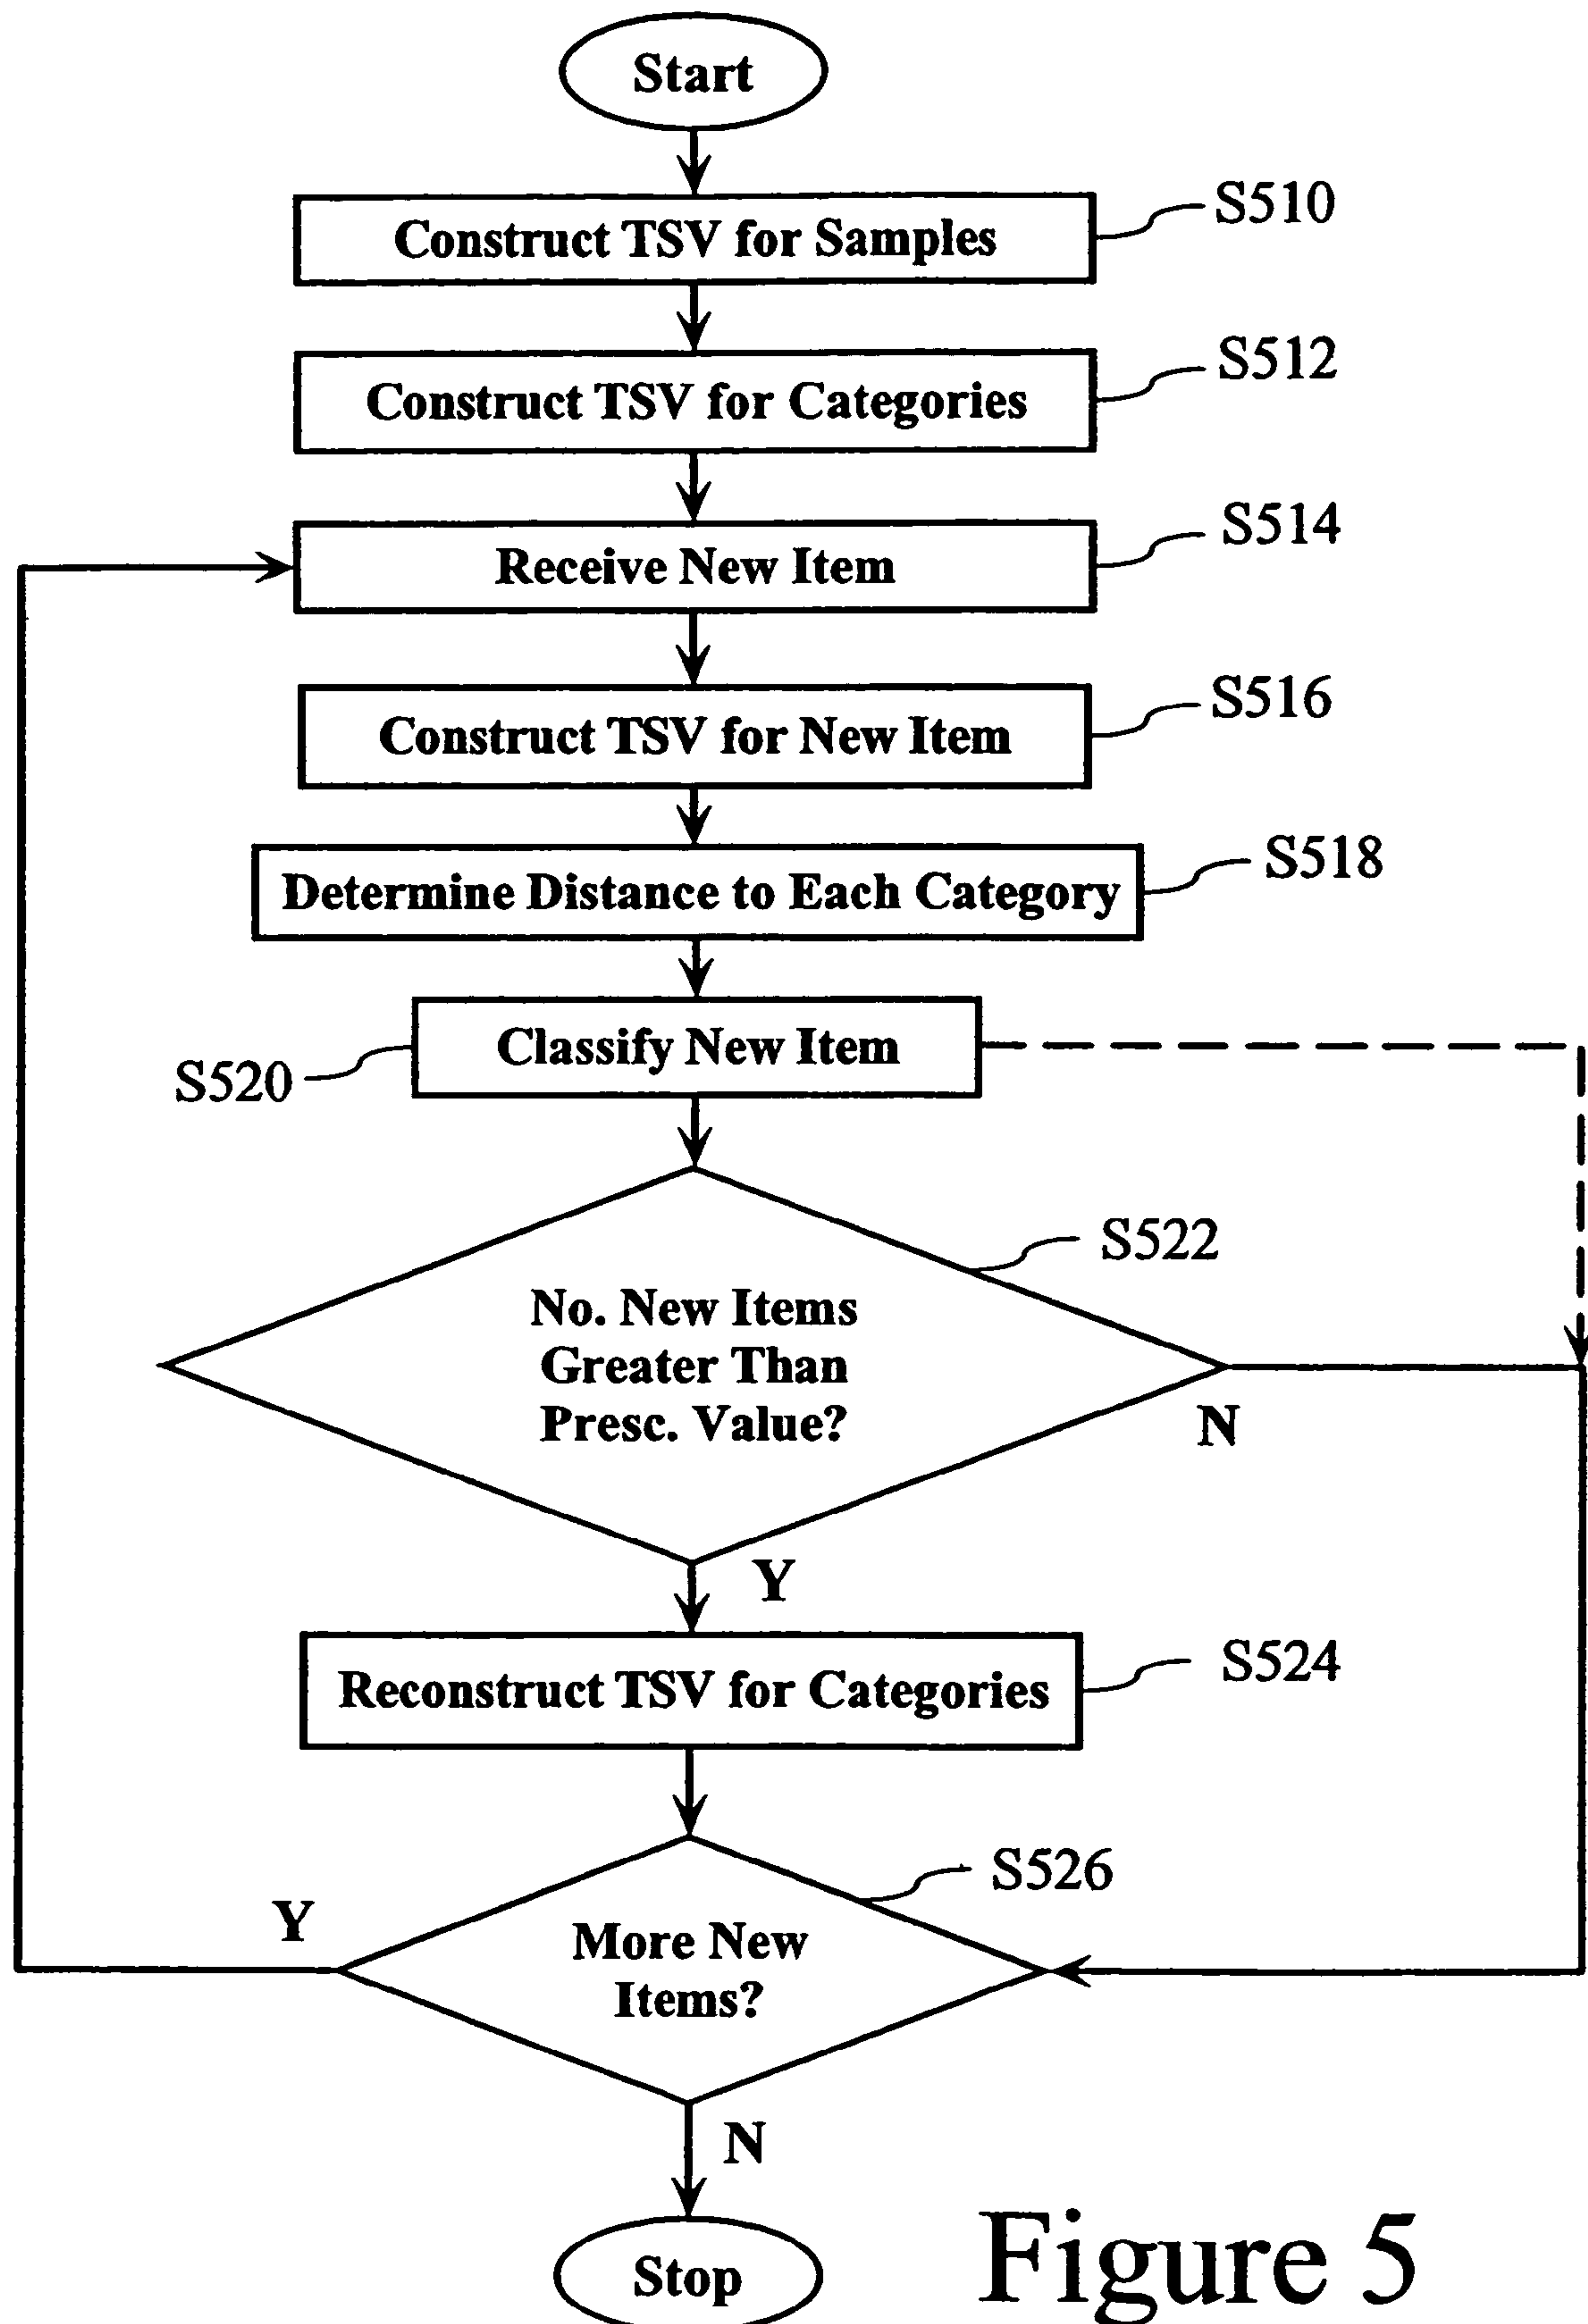 Start
Construct TSV for Samples
S510
Construct TSV for Categories
S512
Receive New Item
S514
Construct TSV for New Item
S516
Determine Distance to Each Category
S518
Classify New Item
S520
No. New Items
Greater Than
Presc. Value?
S522
N
Y
Reconstruct TSV for Categories
S524
More New
Items?
S526
Y
N
Stop
Figure 5